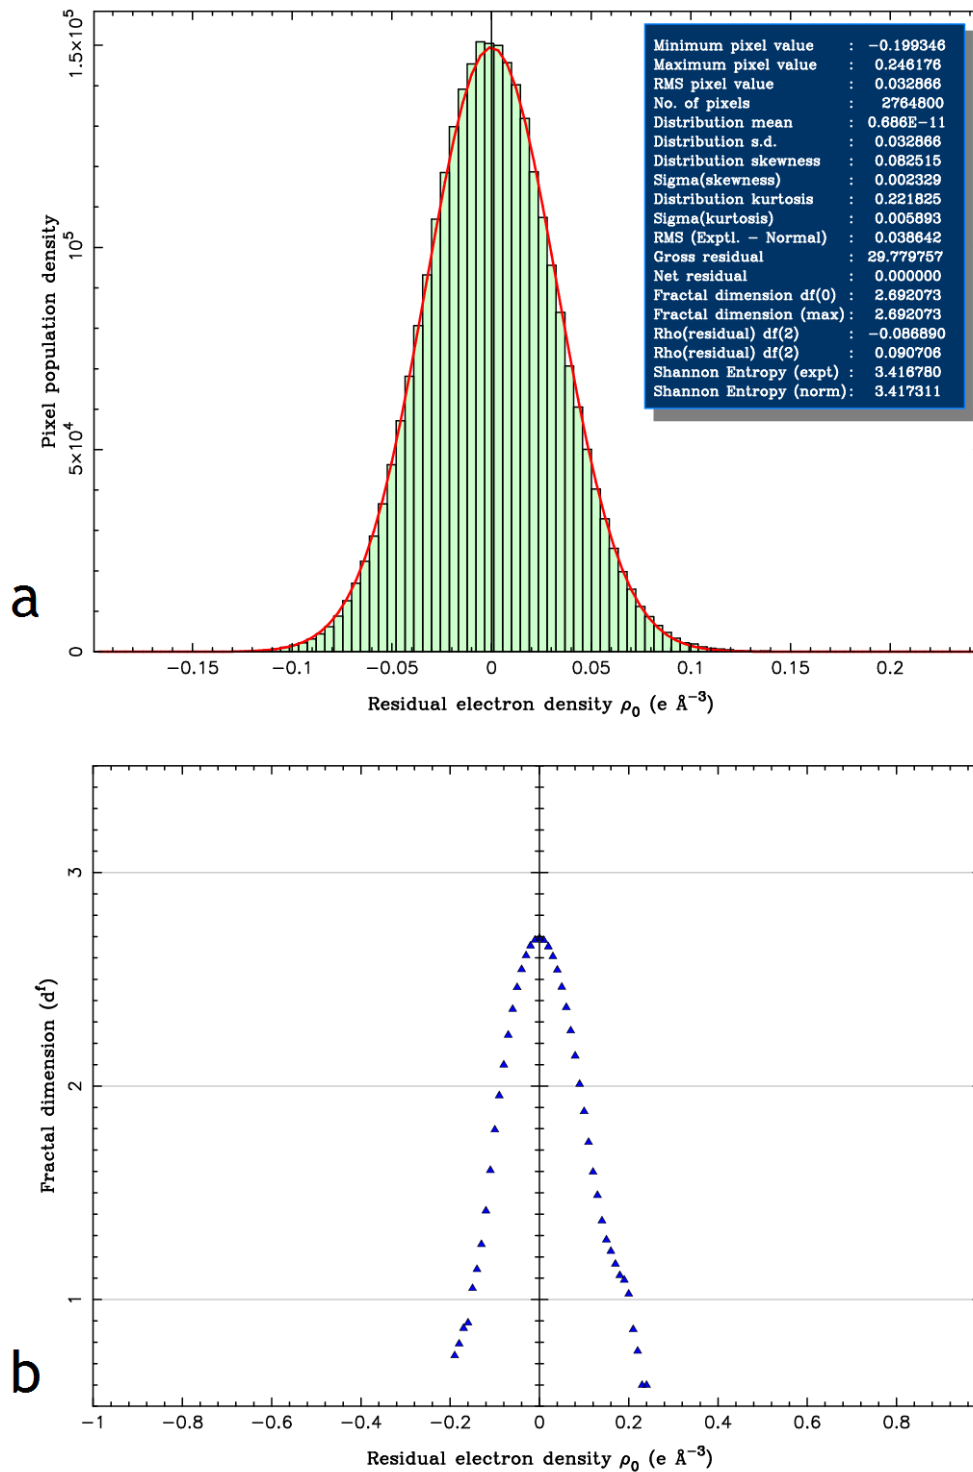 a
Pixel population density
0
5×10⁴
10⁵
1.5×10⁵
−0.15
−0.1
−0.05
0
0.05
0.1
0.15
0.2
Residual electron density ρ₀ (e Å⁻³)
Minimum pixel value : −0.199346
Maximum pixel value : 0.246176
RMS pixel value : 0.032866
No. of pixels : 2764800
Distribution mean : 0.686E−11
Distribution s.d. : 0.032866
Distribution skewness : 0.082515
Sigma(skewness) : 0.002329
Distribution kurtosis : 0.221825
Sigma(kurtosis) : 0.005893
RMS (Exptl. − Normal) : 0.038642
Gross residual : 29.779757
Net residual : 0.000000
Fractal dimension df(0) : 2.692073
Fractal dimension (max) : 2.692073
Rho(residual) df(2) : −0.086890
Rho(residual) df(2) : 0.090706
Shannon Entropy (expt) : 3.416780
Shannon Entropy (norm) : 3.417311
b
Fractal dimension (dᶠ)
1
2
3
−1
−0.8
−0.6
−0.4
−0.2
0
0.2
0.4
0.6
0.8
Residual electron density ρ₀ (e Å⁻³)